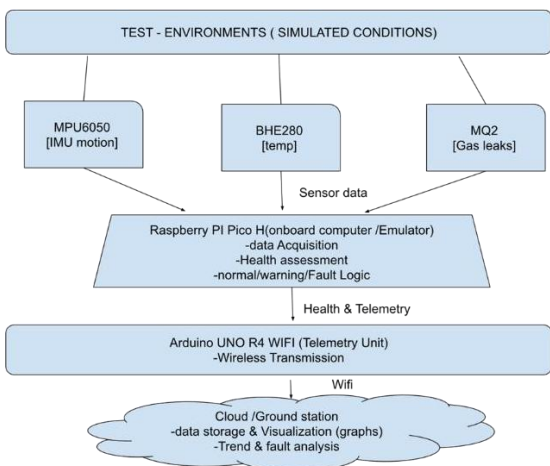 TEST - ENVIRONMENTS ( SIMULATED CONDITIONS)
MPU6050
[IMU motion]
BHE280
[temp]
MQ2
[Gas leaks]
Sensor data
Raspberry PI Pico H(onboard computer /Emulator)
-data Acquisition
-Health assessment
-normal/warning/Fault Logic
Health & Telemetry
Arduino UNO R4 WIFI (Telemetry Unit)
-Wireless Transmission
Wifi
Cloud /Ground station
-data storage & Visualization (graphs)
-Trend & fault analysis